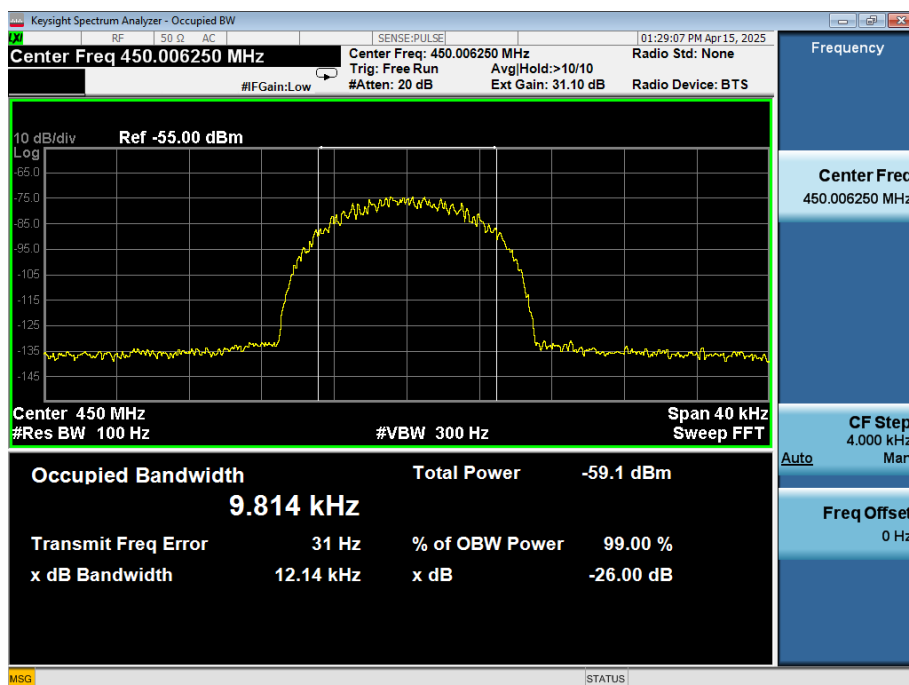 Keysight Spectrum Analyzer - Occupied BW
LXI
RF
50 Ω
AC
SENSE:PULSE
01:29:07 PM Apr 15, 2025
Center Freq 450.006250 MHz
Center Freq: 450.006250 MHz
Radio Std: None
Trig: Free Run
Avg|Hold:>10/10
#IFGain:Low
#Atten: 20 dB
Ext Gain: 31.10 dB
Radio Device: BTS
10 dB/div
Ref -55.00 dBm
Log
-65.0
-75.0
-85.0
-95.0
-105
-115
-125
-135
-145
Center 450 MHz
Span 40 kHz
#Res BW 100 Hz
#VBW 300 Hz
Sweep FFT
Occupied Bandwidth
9.814 kHz
Total Power
-59.1 dBm
Transmit Freq Error
31 Hz
% of OBW Power
99.00 %
x dB Bandwidth
12.14 kHz
x dB
-26.00 dB
Frequency
Center Freq
450.006250 MHz
CF Step
4.000 kHz
Auto
Man
Freq Offset
0 Hz
MSG
STATUS